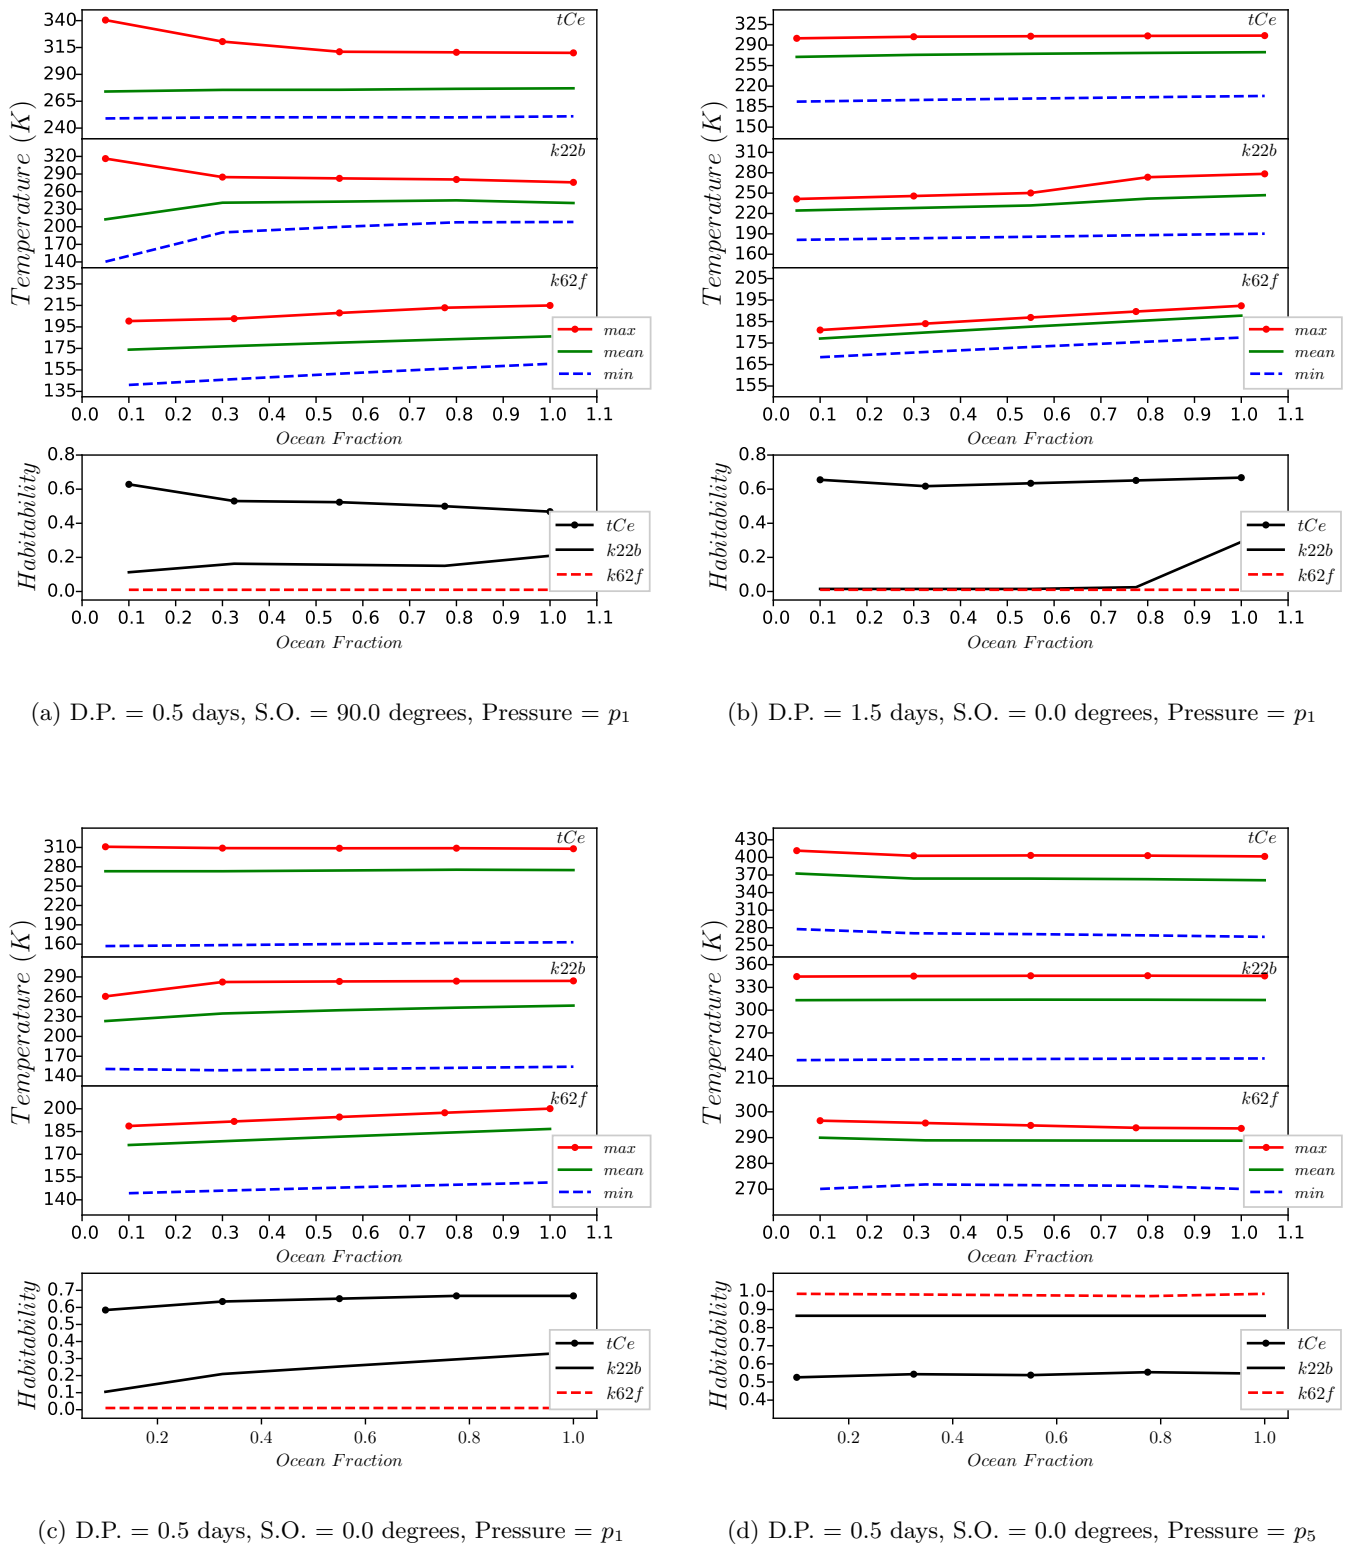 tCe
340
315
290
265
240
k22b
320
290
260
230
200
170
140
k62f
235
215
195
175
155
135
Temperature (K)
max
mean
min
0.0 0.1 0.2 0.3 0.4 0.5 0.6 0.7 0.8 0.9 1.0 1.1
Ocean Fraction
0.8
0.6
0.4
0.2
0.0
Habitability
tCe
k22b
k62f
0.0 0.1 0.2 0.3 0.4 0.5 0.6 0.7 0.8 0.9 1.0 1.1
Ocean Fraction
(a) D.P. = 0.5 days, S.O. = 90.0 degrees, Pressure = p1
tCe
325
290
255
220
185
150
k22b
310
280
250
220
190
160
k62f
205
195
185
175
165
155
Temperature (K)
max
mean
min
0.0 0.1 0.2 0.3 0.4 0.5 0.6 0.7 0.8 0.9 1.0 1.1
Ocean Fraction
0.8
0.6
0.4
0.2
0.0
Habitability
tCe
k22b
k62f
0.0 0.1 0.2 0.3 0.4 0.5 0.6 0.7 0.8 0.9 1.0 1.1
Ocean Fraction
(b) D.P. = 1.5 days, S.O. = 0.0 degrees, Pressure = p1
tCe
310
280
250
220
190
160
k22b
290
260
230
200
170
140
k62f
200
185
170
155
140
Temperature (K)
max
mean
min
0.0 0.1 0.2 0.3 0.4 0.5 0.6 0.7 0.8 0.9 1.0 1.1
Ocean Fraction
0.7
0.6
0.5
0.4
0.3
0.2
0.1
0.0
Habitability
tCe
k22b
k62f
0.2 0.4 0.6 0.8 1.0
Ocean Fraction
(c) D.P. = 0.5 days, S.O. = 0.0 degrees, Pressure = p1
tCe
430
400
370
340
310
280
250
k22b
360
330
300
270
240
210
k62f
300
290
280
270
Temperature (K)
max
mean
min
0.0 0.1 0.2 0.3 0.4 0.5 0.6 0.7 0.8 0.9 1.0 1.1
Ocean Fraction
1.0
0.9
0.8
0.7
0.6
0.5
0.4
Habitability
tCe
k22b
k62f
0.2 0.4 0.6 0.8 1.0
Ocean Fraction
(d) D.P. = 0.5 days, S.O. = 0.0 degrees, Pressure = p5